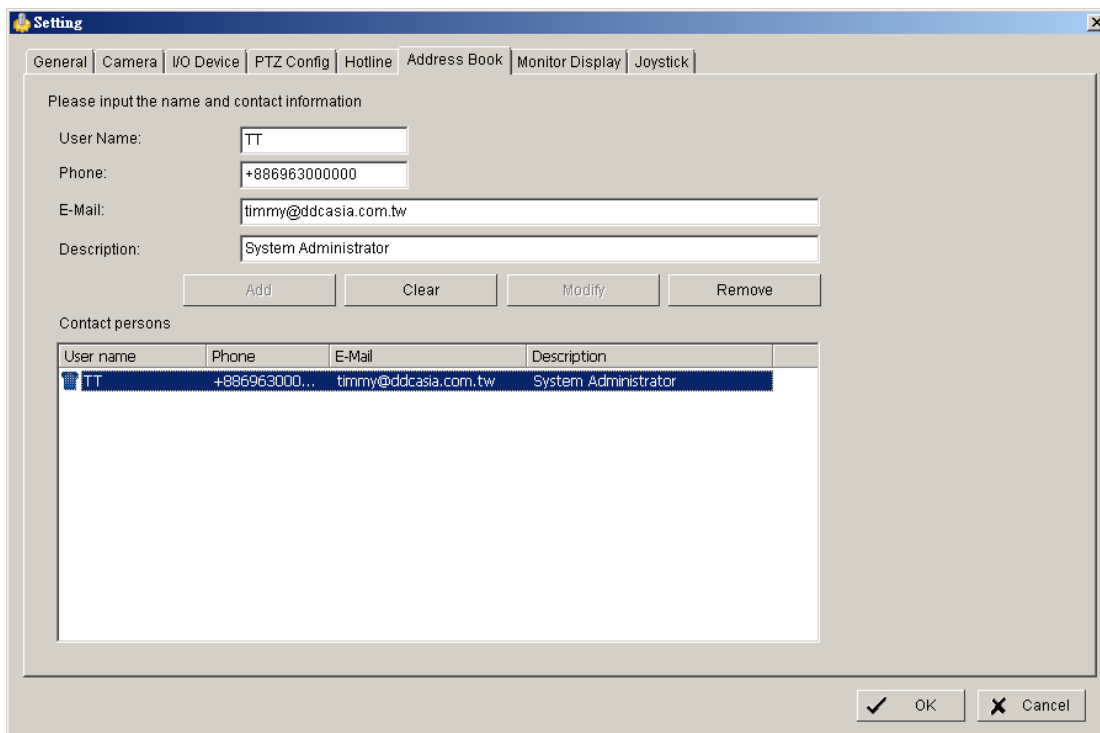 Setting
General Camera I/O Device PTZ Config Hotline Address Book Monitor Display Joystick
Please input the name and contact information
User Name: TT
Phone: +886963000000
E-Mail: timmy@ddcasia.com.tw
Description: System Administrator
Add Clear Modify Remove
Contact persons
User name Phone E-Mail Description
TT +886963000... timmy@ddcasia.com.tw System Administrator
OK Cancel